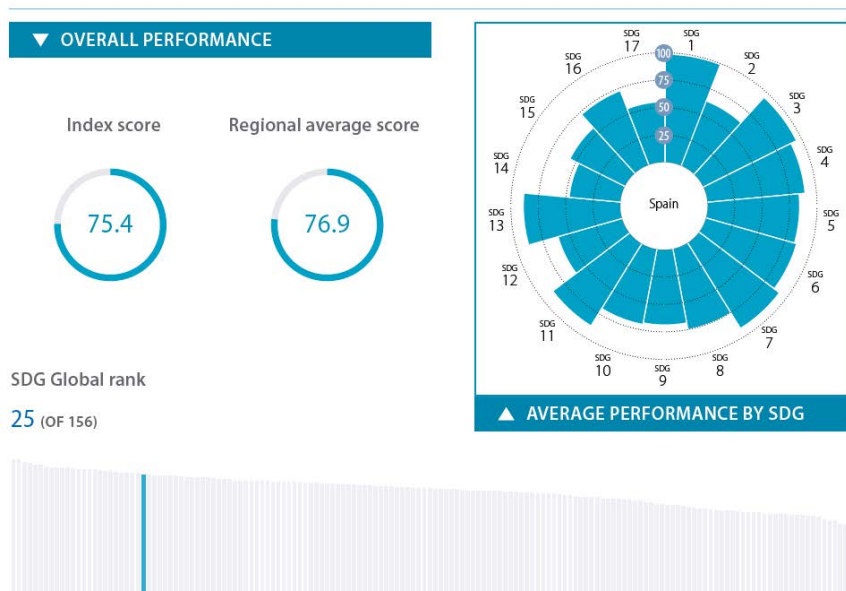 ▼ OVERALL PERFORMANCE
Index score
75.4
Regional average score
76.9
SDG Global rank
25 (OF 156)
SDG
1
SDG
2
SDG
3
SDG
4
SDG
5
SDG
6
SDG
7
SDG
8
SDG
9
SDG
10
SDG
11
SDG
12
SDG
13
SDG
14
SDG
15
SDG
16
SDG
17
100
75
50
25
Spain
▲ AVERAGE PERFORMANCE BY SDG